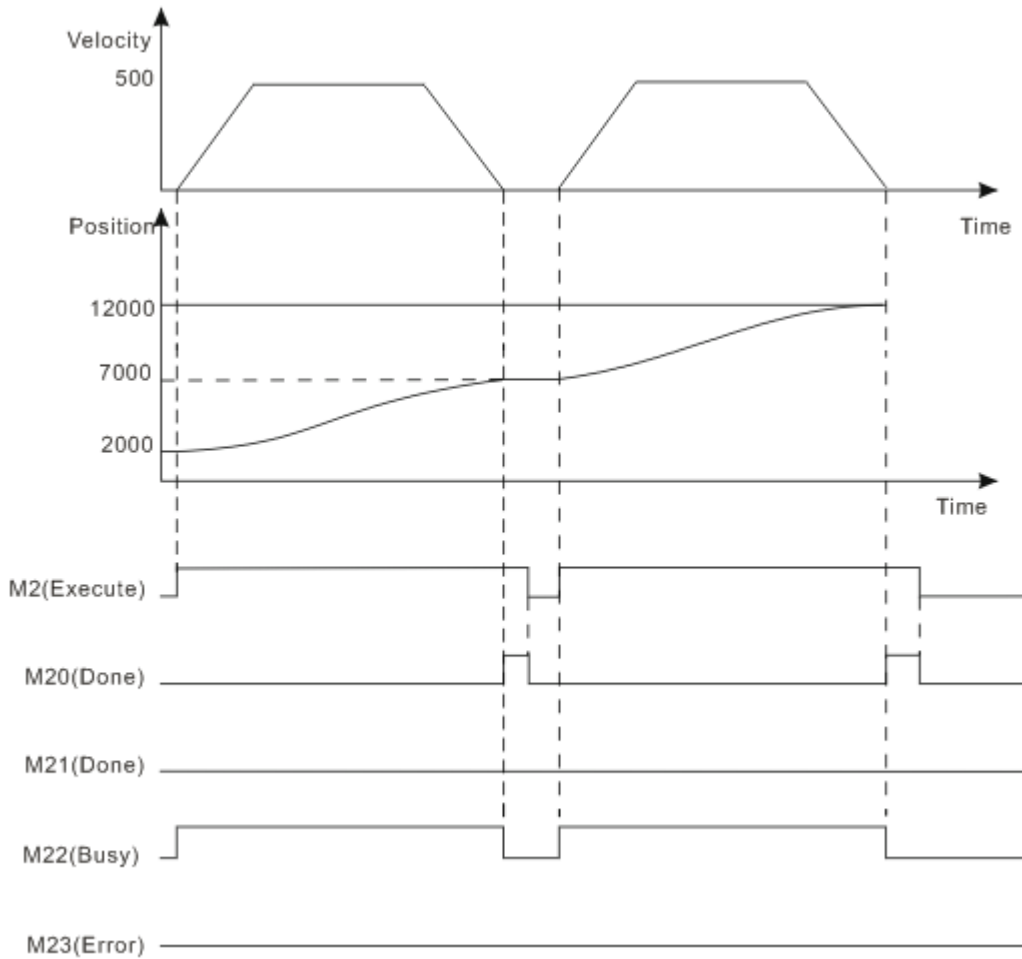 Velocity
500
Time
Position
12000
7000
2000
Time
M2(Execute)
M20(Done)
M21(Done)
M22(Busy)
M23(Error)